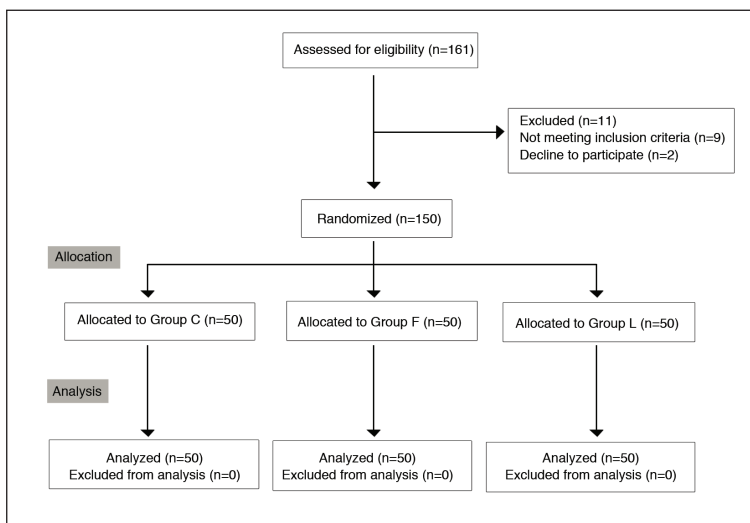 Assessed for eligibility (n=161)
Excluded (n=11)
Not meeting inclusion criteria (n=9)
Decline to participate (n=2)
Randomized (n=150)
Allocation
Allocated to Group C (n=50)
Allocated to Group F (n=50)
Allocated to Group L (n=50)
Analysis
Analyzed (n=50)
Excluded from analysis (n=0)
Analyzed (n=50)
Excluded from analysis (n=0)
Analyzed (n=50)
Excluded from analysis (n=0)